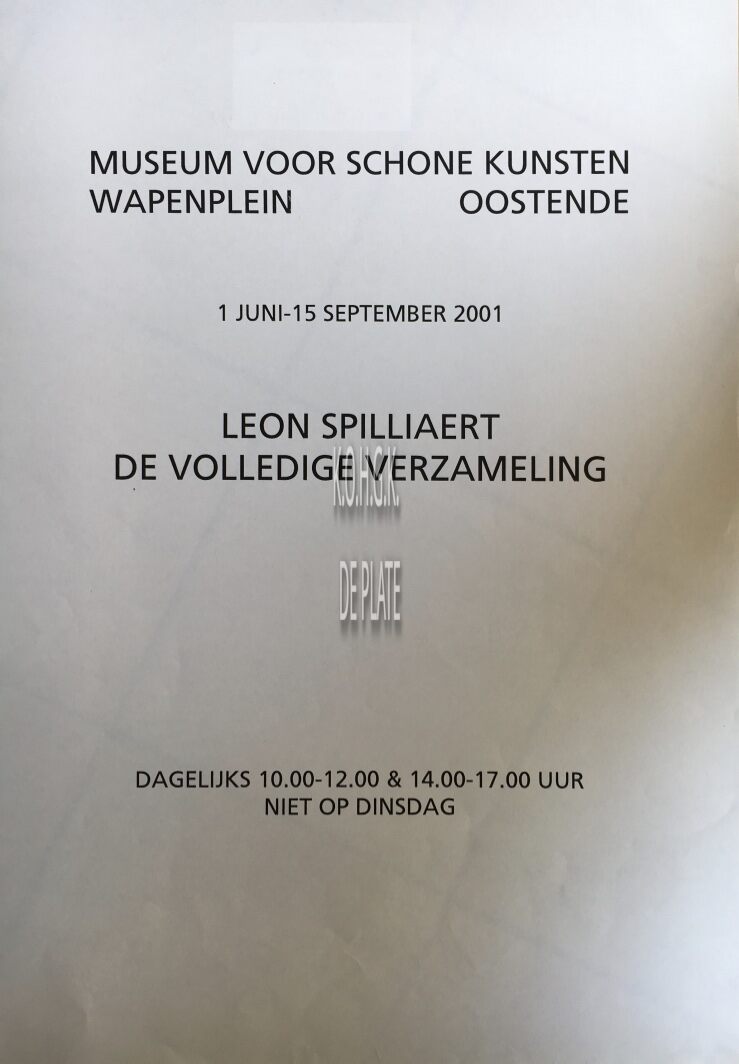 MUSEUM VOOR SCHONE KUNSTEN
WAPENPLEIN OOSTENDE
1 JUNI-15 SEPTEMBER 2001
LEON SPILLIAERT
DE VOLLEDIGE VERZAMELING
K.O.H.G.K.
DE PLATE
DAGELIJKS 10.00-12.00 & 14.00-17.00 UUR
NIET OP DINSDAG